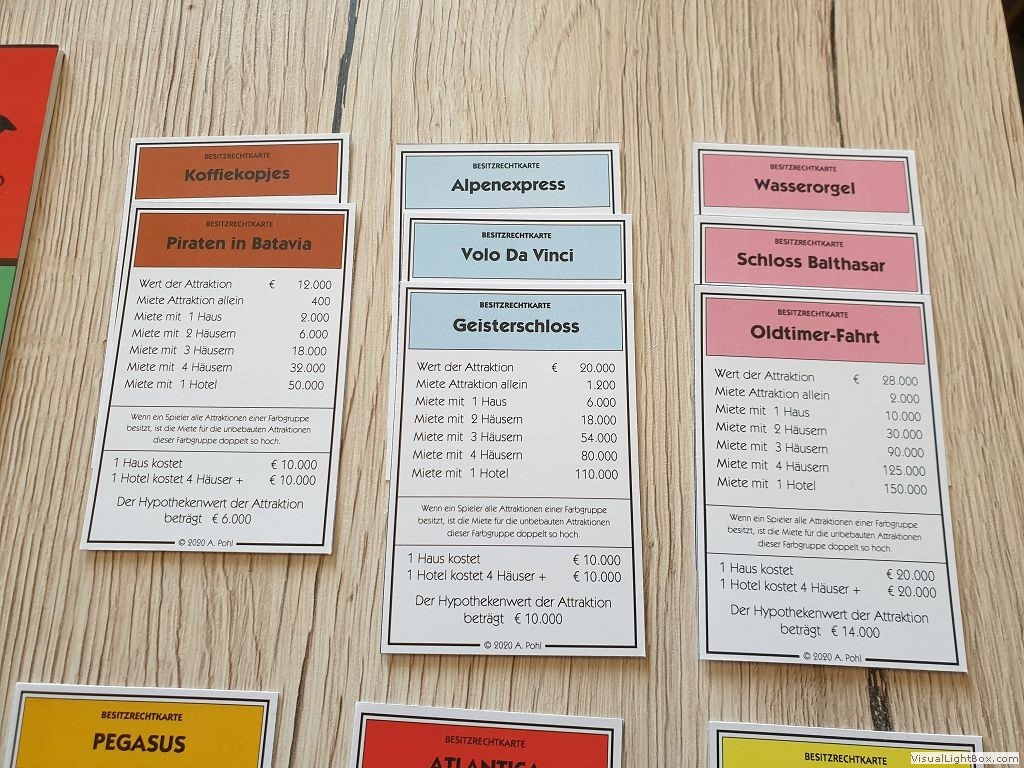 BESITZRECHTKARTE
Koffiekopjes
BESITZRECHTKARTE
Piraten in Batavia
Wert der Attraktion € 12.000
Miete Attraktion allein 400
Miete mit 1 Haus 2.000
Miete mit 2 Häusern 6.000
Miete mit 3 Häusern 18.000
Miete mit 4 Häusern 32.000
Miete mit 1 Hotel 50.000
Wenn ein Spieler alle Attraktionen einer Farbgruppe
besitzt, ist die Miete für die unbebauten Attraktionen
dieser Farbgruppe doppelt so hoch.
1 Haus kostet € 10.000
1 Hotel kostet 4 Häuser + € 10.000
Der Hypothekenwert der Attraktion
beträgt € 6.000
© 2020 A. Pohl
BESITZRECHTKARTE
Alpenexpress
BESITZRECHTKARTE
Volo Da Vinci
BESITZRECHTKARTE
Geisterschloss
Wert der Attraktion € 20.000
Miete Attraktion allein 1.200
Miete mit 1 Haus 6.000
Miete mit 2 Häusern 18.000
Miete mit 3 Häusern 54.000
Miete mit 4 Häusern 80.000
Miete mit 1 Hotel 110.000
Wenn ein Spieler alle Attraktionen einer Farbgruppe
besitzt, ist die Miete für die unbebauten Attraktionen
dieser Farbgruppe doppelt so hoch.
1 Haus kostet € 10.000
1 Hotel kostet 4 Häuser + € 10.000
Der Hypothekenwert der Attraktion
beträgt € 10.000
© 2020 A. Pohl
BESITZRECHTKARTE
Wasserorgel
BESITZRECHTKARTE
Schloss Balthasar
BESITZRECHTKARTE
Oldtimer-Fahrt
Wert der Attraktion € 28.000
Miete Attraktion allein 2.000
Miete mit 1 Haus 10.000
Miete mit 2 Häusern 30.000
Miete mit 3 Häusern 90.000
Miete mit 4 Häusern 125.000
Miete mit 1 Hotel 150.000
Wenn ein Spieler alle Attraktionen einer Farbgruppe
besitzt, ist die Miete für die unbebauten Attraktionen
dieser Farbgruppe doppelt so hoch.
1 Haus kostet € 20.000
1 Hotel kostet 4 Häuser + € 20.000
Der Hypothekenwert der Attraktion
beträgt € 14.000
© 2020 A. Pohl
BESITZRECHTKARTE
PEGASUS
BESITZRECHTKARTE
ATLANTICA
BESITZRECHTKARTE
VisualLightBox.com